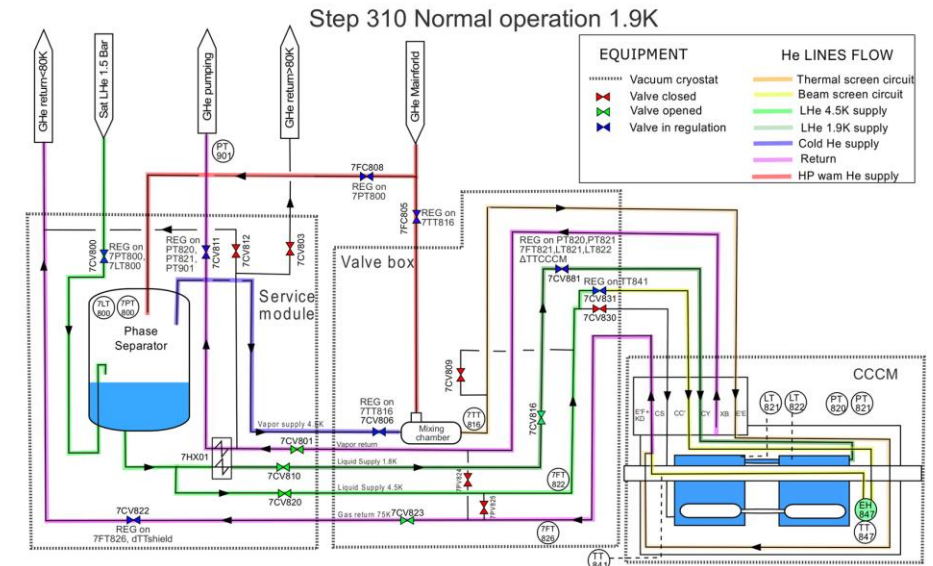 Step 310 Normal operation 1.9K
EQUIPMENT
Vacuum cryostat
Valve closed
Valve opened
Valve in regulation
He LINES FLOW
Thermal screen circuit
Beam screen circuit
LHe 4.5K supply
LHe 1.9K supply
Cold He supply
Return
HP wam He supply
GHe return<80K
Sat LHe 1.5 Bar
GHe pumping
GHe return>80K
He Mainforld
PT
901
7FC808
REG on
7PT800
7FC805
REG on
7TT816
7CV800
REG on
7PT800,
7LT800
REG on
PT820,
PT821,
PT901
7CV811
7CV812
7CV803
Service
module
Valve box
7LT
800
7PT
800
Phase
Separator
REG on PT820,PT821
7FT821,LT821,LT822
ΔTTCCCM
7CV881
REG on TT841
7CV831
7CV830
7CV809
7CV816
CCCM
E'F+
KD
CS
CC'
CY
XB
E'E
LT
821
LT
822
PT
820
PT
821
REG on
7TT816
7CV806
Mixing
chamber
7TT
816
Vapor supply 4.5K
7CV801
Vapor return
7HX01
7CV810
Liquid Supply 1.8K
7CV820
Liquid Supply 4.5K
7FT
822
7PV824
7PV825
7CV822
REG on
7FT826, dTTshield
7CV823
Gas return 75K
7FT
826
EH
847
TT
847
TT
841